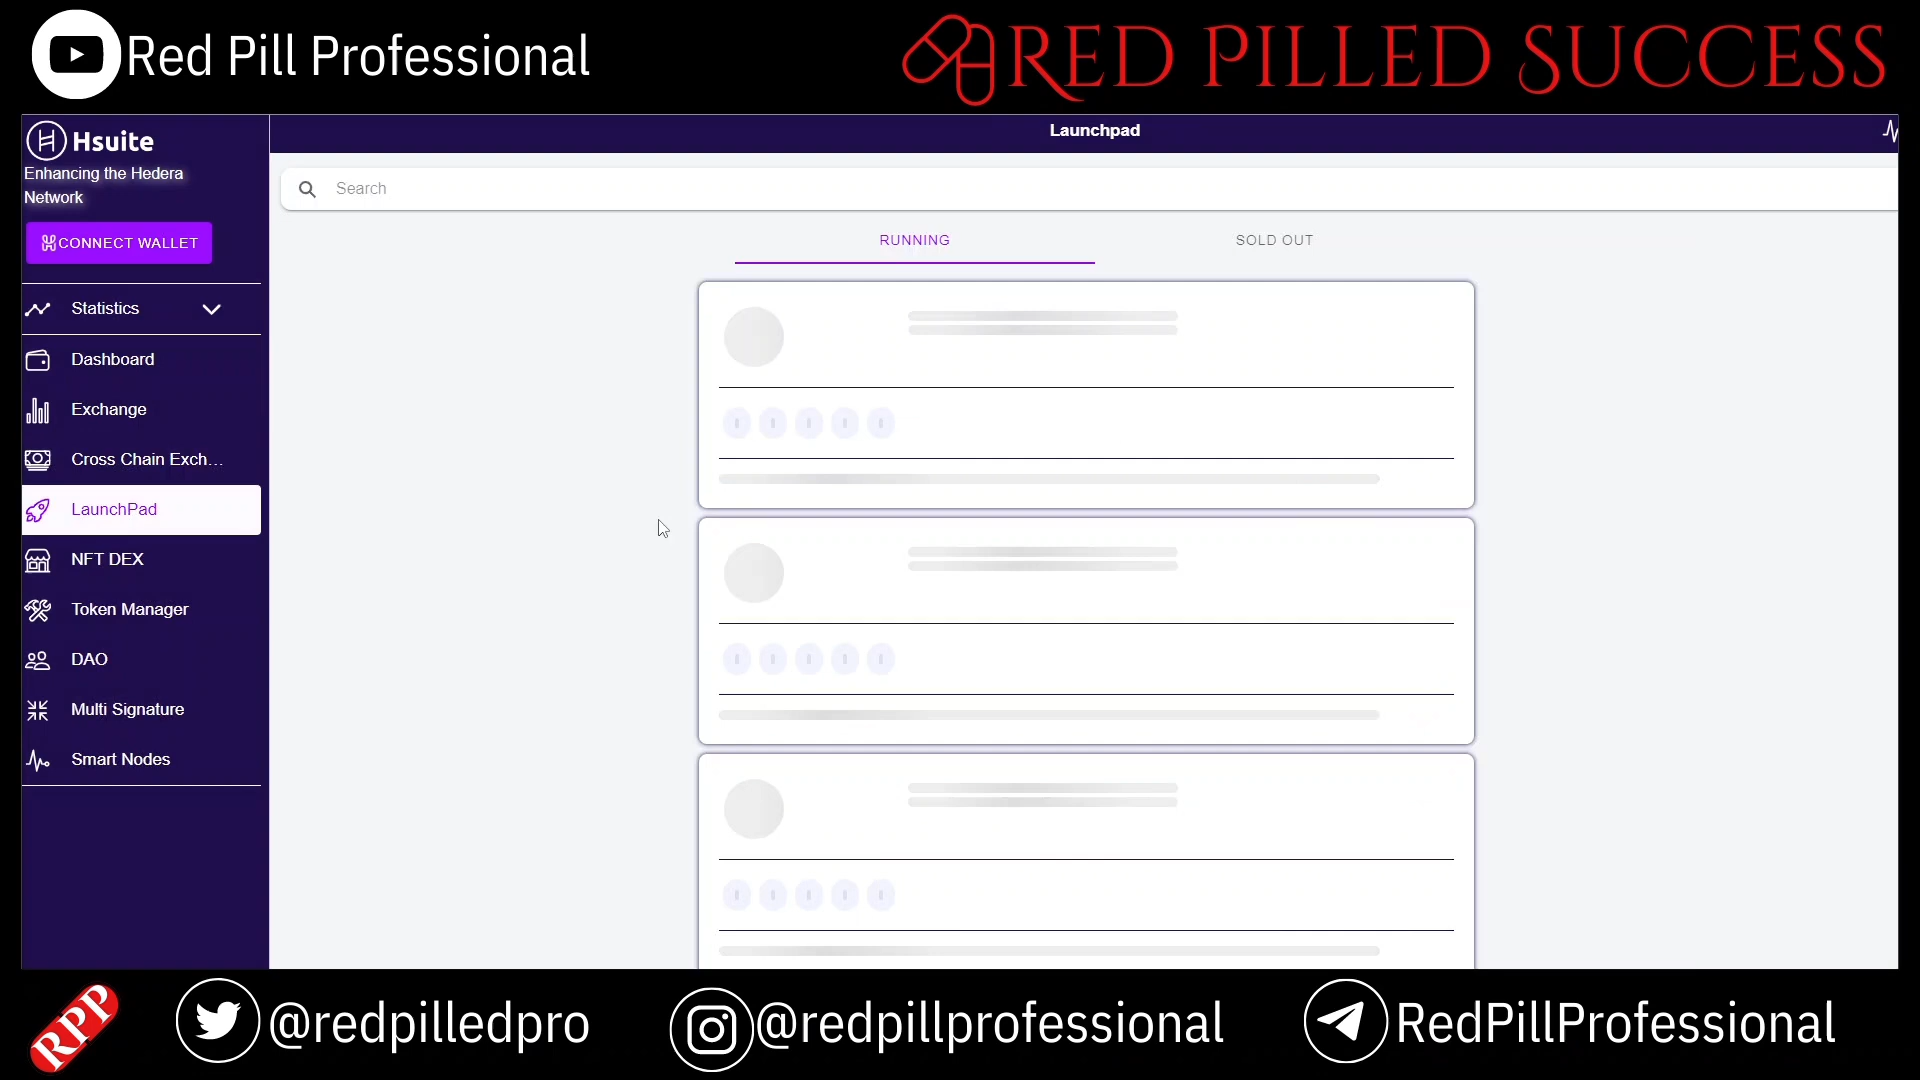 Red Pill Professional
RED PILLED SUCCESS
Hsuite
Enhancing the Hedera
Network
CONNECT WALLET
Statistics
Dashboard
Exchange
Cross Chain Exch...
LaunchPad
NFT DEX
Token Manager
DAO
Multi Signature
Smart Nodes
Launchpad
Search
RUNNING
SOLD OUT
RPP
@redpilledpro
@redpillprofessional
RedPillProfessional